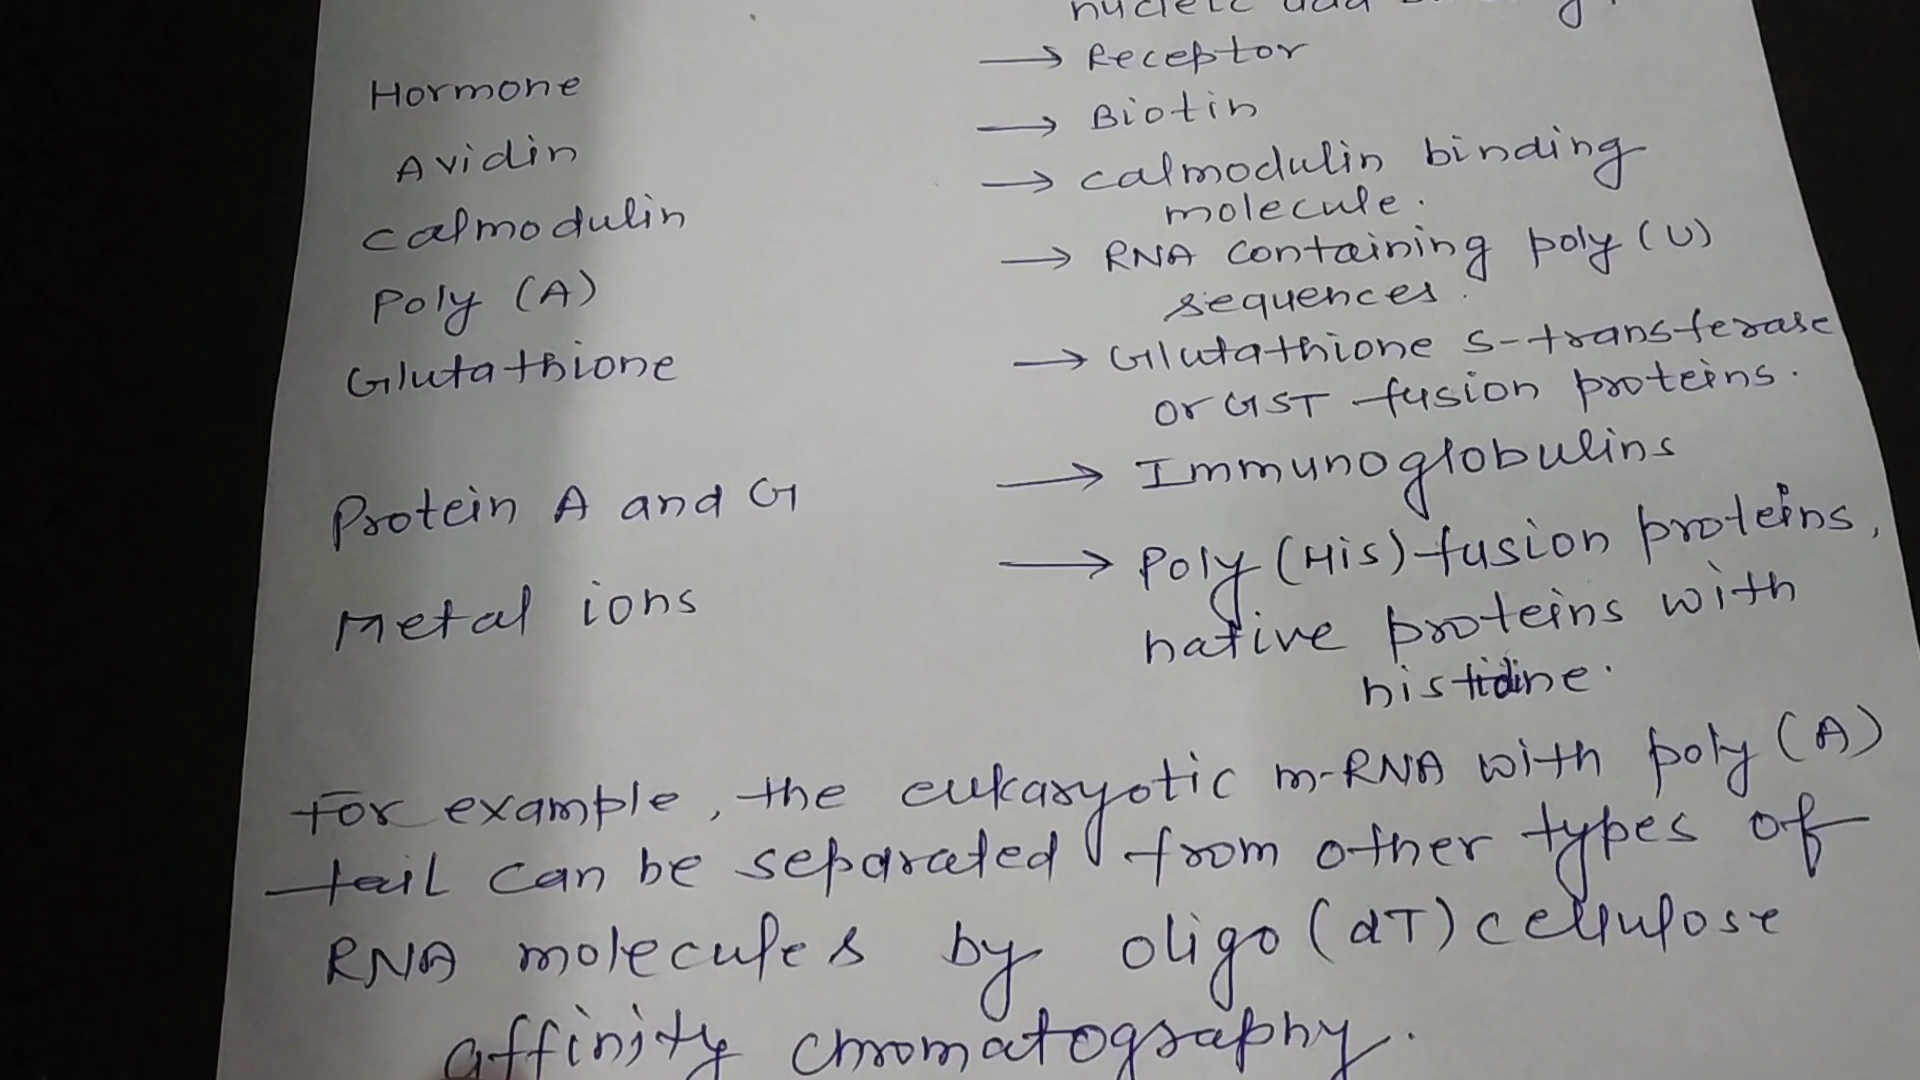 nucleic acid
Hormone → Receptor
Avidin → Biotin
Calmodulin → Calmodulin binding
molecule.
Poly (A) → RNA containing poly (U)
sequences.
Glutathione → Glutathione S-transferase
or GST fusion proteins.
Protein A and G → Immunoglobulins
Metal ions → Poly (His)-fusion proteins,
native proteins with
histidine.
For example, the eukaryotic m-RNA with poly (A)
tail can be separated from other types of
RNA molecules by oligo (dT) cellulose
affinity chromatography.